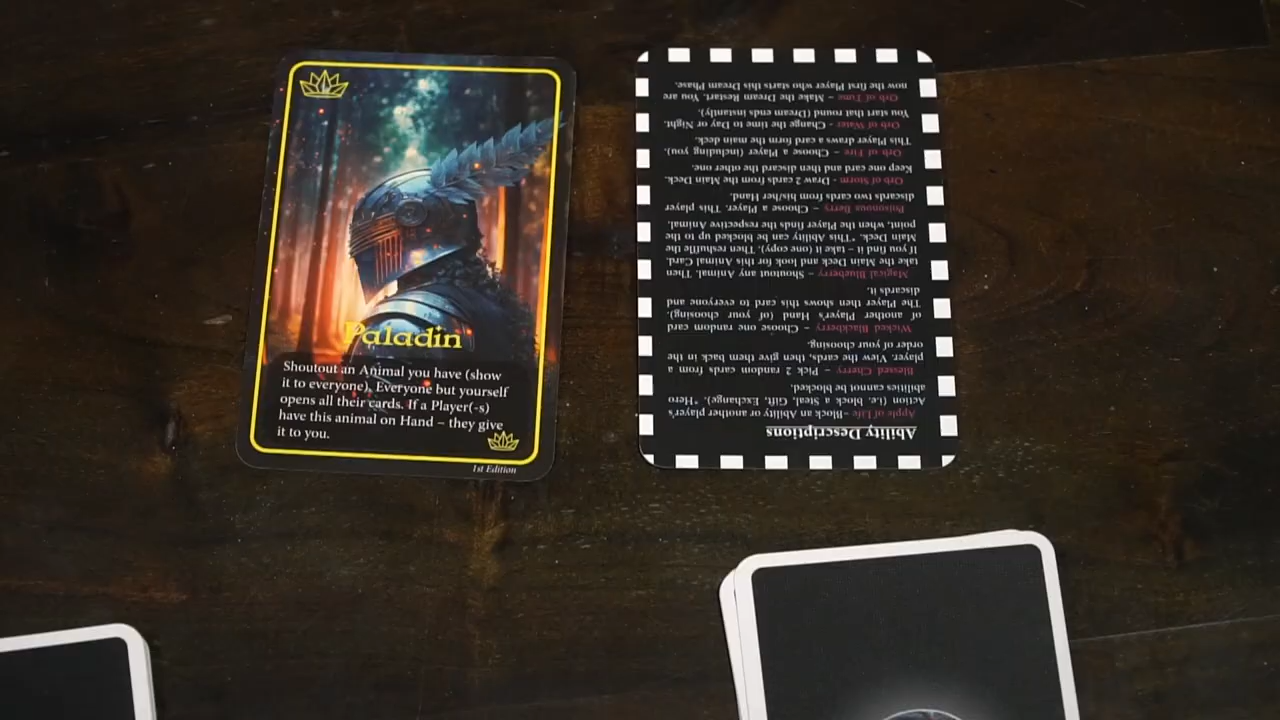 Paladin
Shoutout an Animal you have (show
it to everyone). Everyone but yourself
opens all their cards. If a Player(-s)
have this animal on Hand – they give
it to you.
1st Edition
Ability Descriptions
Apple of Life –Block an Ability or another Player's
Action (i.e. block a Steal, Gift, Exchange). *Hero
abilities cannot be blocked.
Blessed Cherry – Pick 2 random cards from a
player. View the cards, then give them back in the
order of your choosing.
Wicked Blackberry – Choose one random card
of another Player's Hand (of your choosing).
The Player then shows this card to everyone and
discards it.
Magical Blueberry – Shoutout any Animal. Then
take the Main Deck and look for this Animal Card.
If you find it – take it (one copy). Then reshuffle the
Main Deck. *This Ability can be blocked up to the
point, when the Player finds the respective Animal.
Poisonous Berry – Choose a Player. This player
discards two cards from his/her Hand.
Orb of Storm - Draw 2 cards from the Main Deck.
Keep one card and then discard the other one.
Orb of Fire – Choose a Player (including you).
This Player draws a card form the main deck.
Orb of Water - Change the time to Day or Night.
You start that round (Dream ends instantly).
Orb of Time – Make the Dream Restart. You are
now the first Player who starts this Dream Phase.